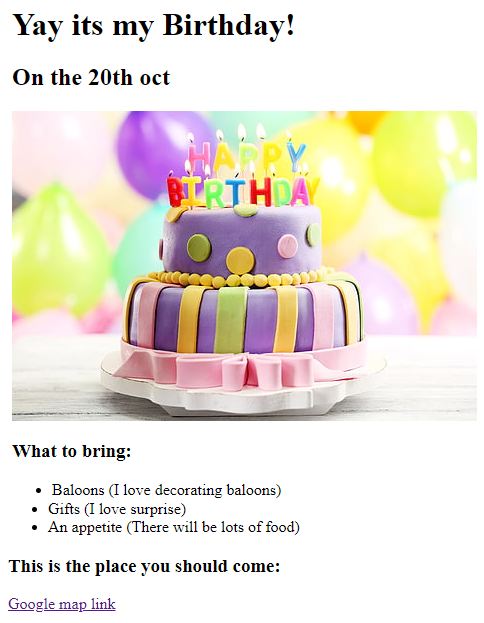 Yay its my Birthday!
On the 20th oct
HAPPY
BIRTHDAY
What to bring:
Baloons (I love decorating baloons)
Gifts (I love surprise)
An appetite (There will be lots of food)
This is the place you should come:
Google map link